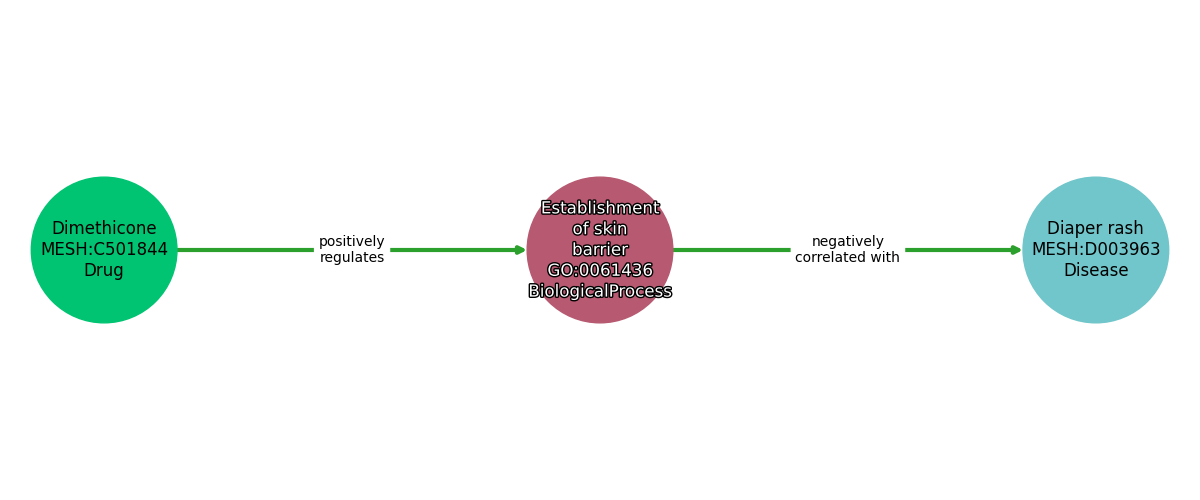 Dimethicone
MESH:C501844
Drug
positively
regulates
Establishment
of skin
barrier
GO:0061436
BiologicalProcess
negatively
correlated with
Diaper rash
MESH:D003963
Disease